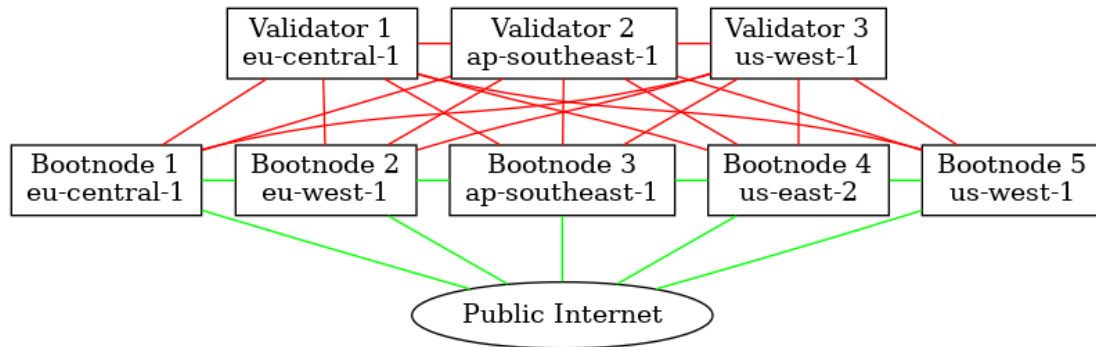 Validator 1
eu-central-1
Validator 2
ap-southeast-1
Validator 3
us-west-1
Bootnode 1
eu-central-1
Bootnode 2
eu-west-1
Bootnode 3
ap-southeast-1
Bootnode 4
us-east-2
Bootnode 5
us-west-1
Public Internet